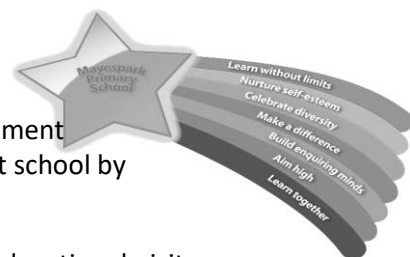 Mayespark
Primary
School
Learn without limits
Nurture self-esteem
Celebrate diversity
Make a difference
Build enquiring minds
Aim high
Learn together
school by